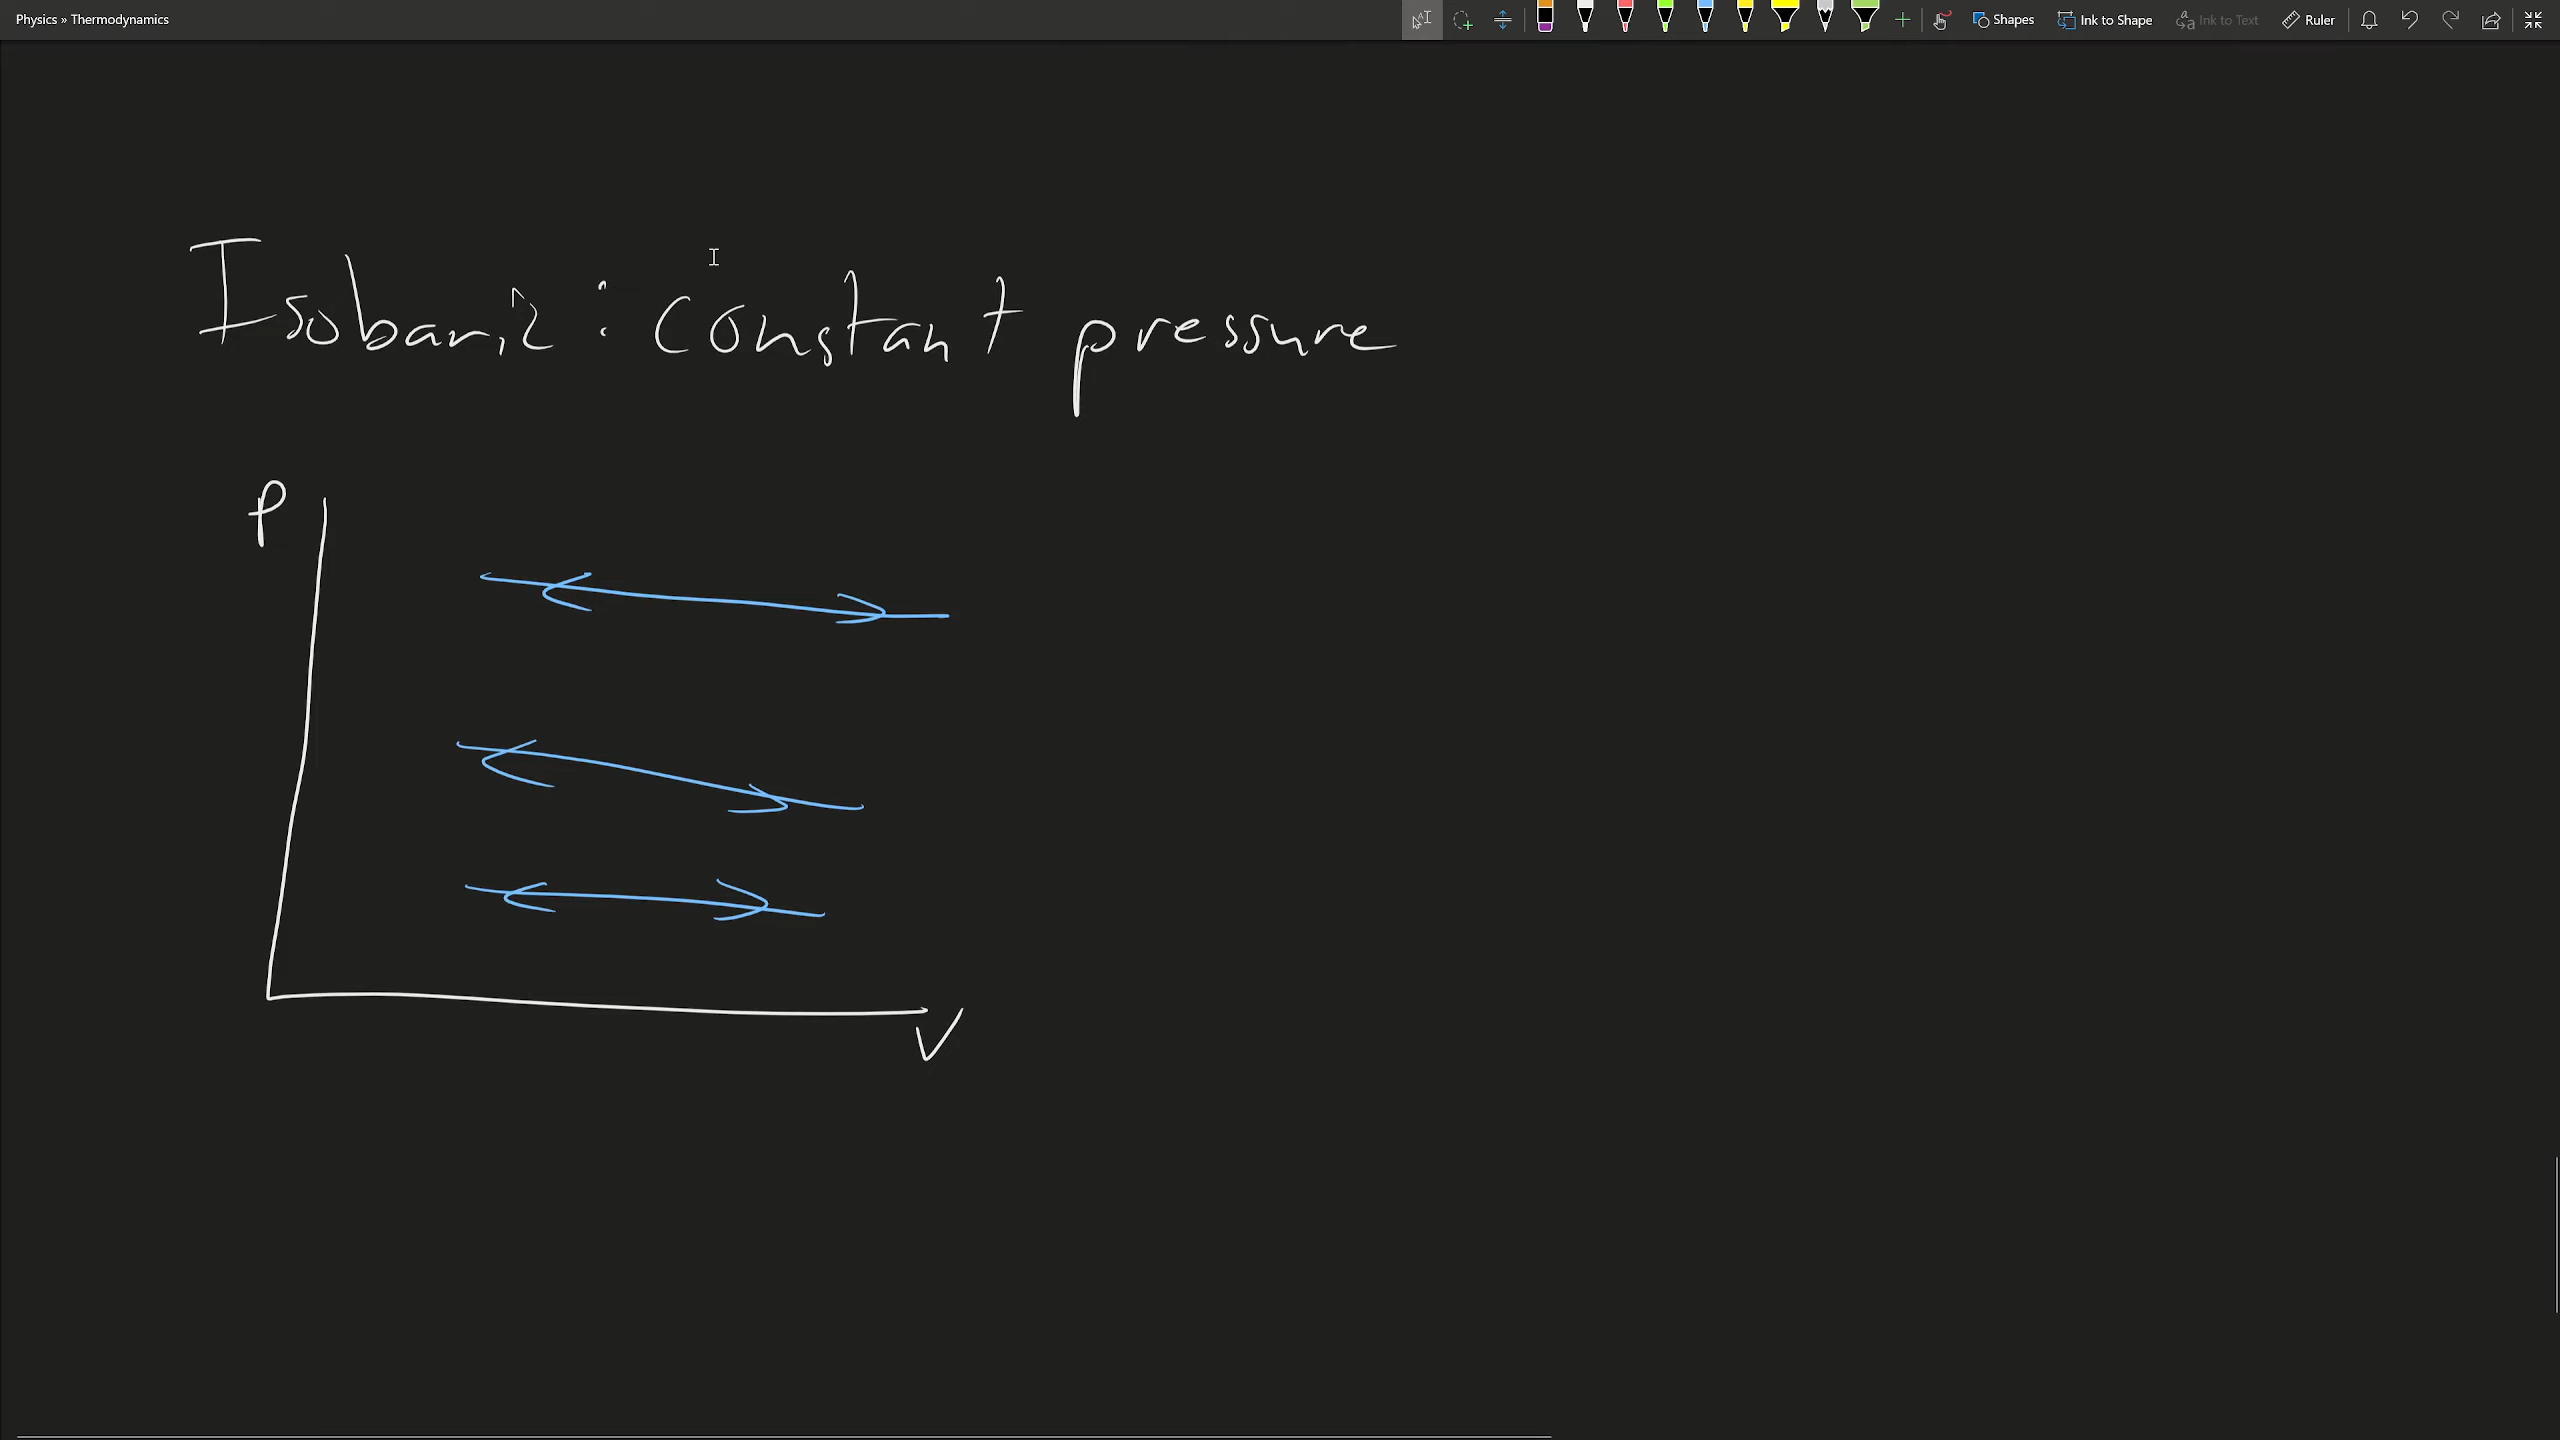 Physics » Thermodynamics
Shapes Ink to Shape Ink to Text Ruler
Isobaric: constant pressure
P
V